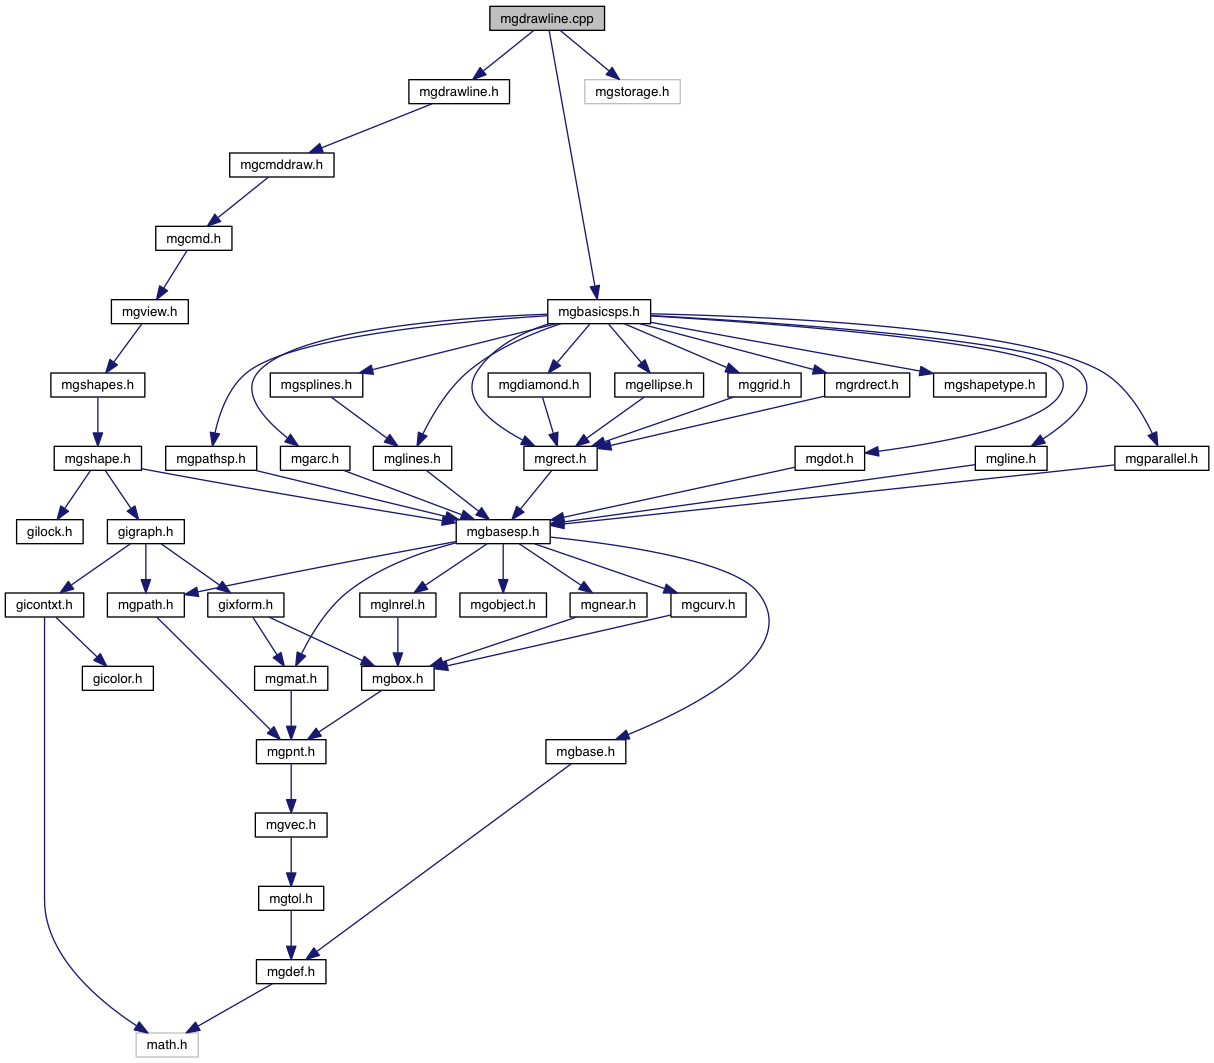 mgdrawline.cpp
mgdrawline.h
mgstorage.h
mgcmddraw.h
mgcmd.h
mgview.h
mgbasicsps.h
mgshapes.h
mgsplines.h
mgdiamond.h
mgellipse.h
mggrid.h
mgrdrect.h
mgshapetype.h
mgshape.h
mgpathsp.h
mgarc.h
mglines.h
mgrect.h
mgdot.h
mgline.h
mgparallel.h
gilock.h
gigraph.h
mgbasesp.h
gicontxt.h
mgpath.h
gixform.h
mglnrel.h
mgobject.h
mgnear.h
mgcurv.h
gicolor.h
mgmat.h
mgbox.h
mgpnt.h
mgbase.h
mgvec.h
mgtol.h
mgdef.h
math.h